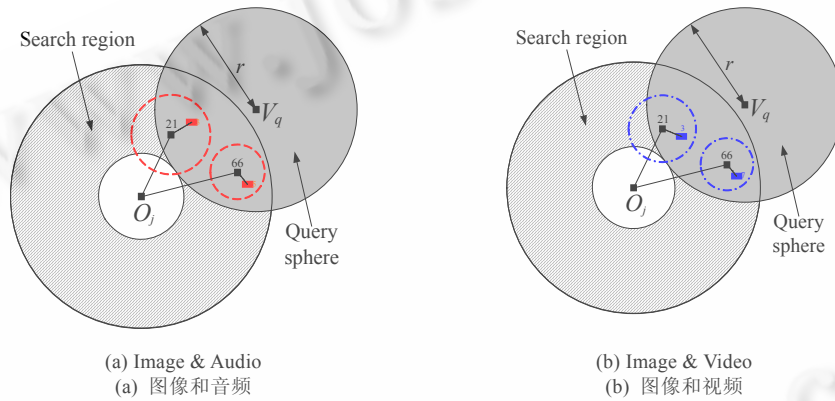 Search region
r
V_q
21
66
O_j
Query
sphere
(a) Image & Audio
(a) 图像和音频
Search region
r
V_q
21
3
66
7
O_j
Query
sphere
(b) Image & Video
(b) 图像和视频